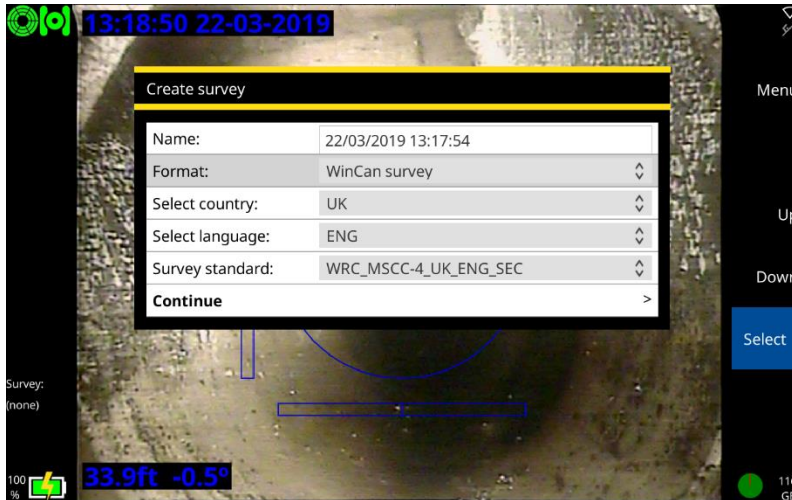 13:18:50 22-03-2019
Create survey
Name: 22/03/2019 13:17:54
Format: WinCan survey
Select country: UK
Select language: ENG
Survey standard: WRC_MSCC-4_UK_ENG_SEC
Continue >
Menu
Up
Down
Select
Survey:
(none)
100
%
33.9ft -0.5°